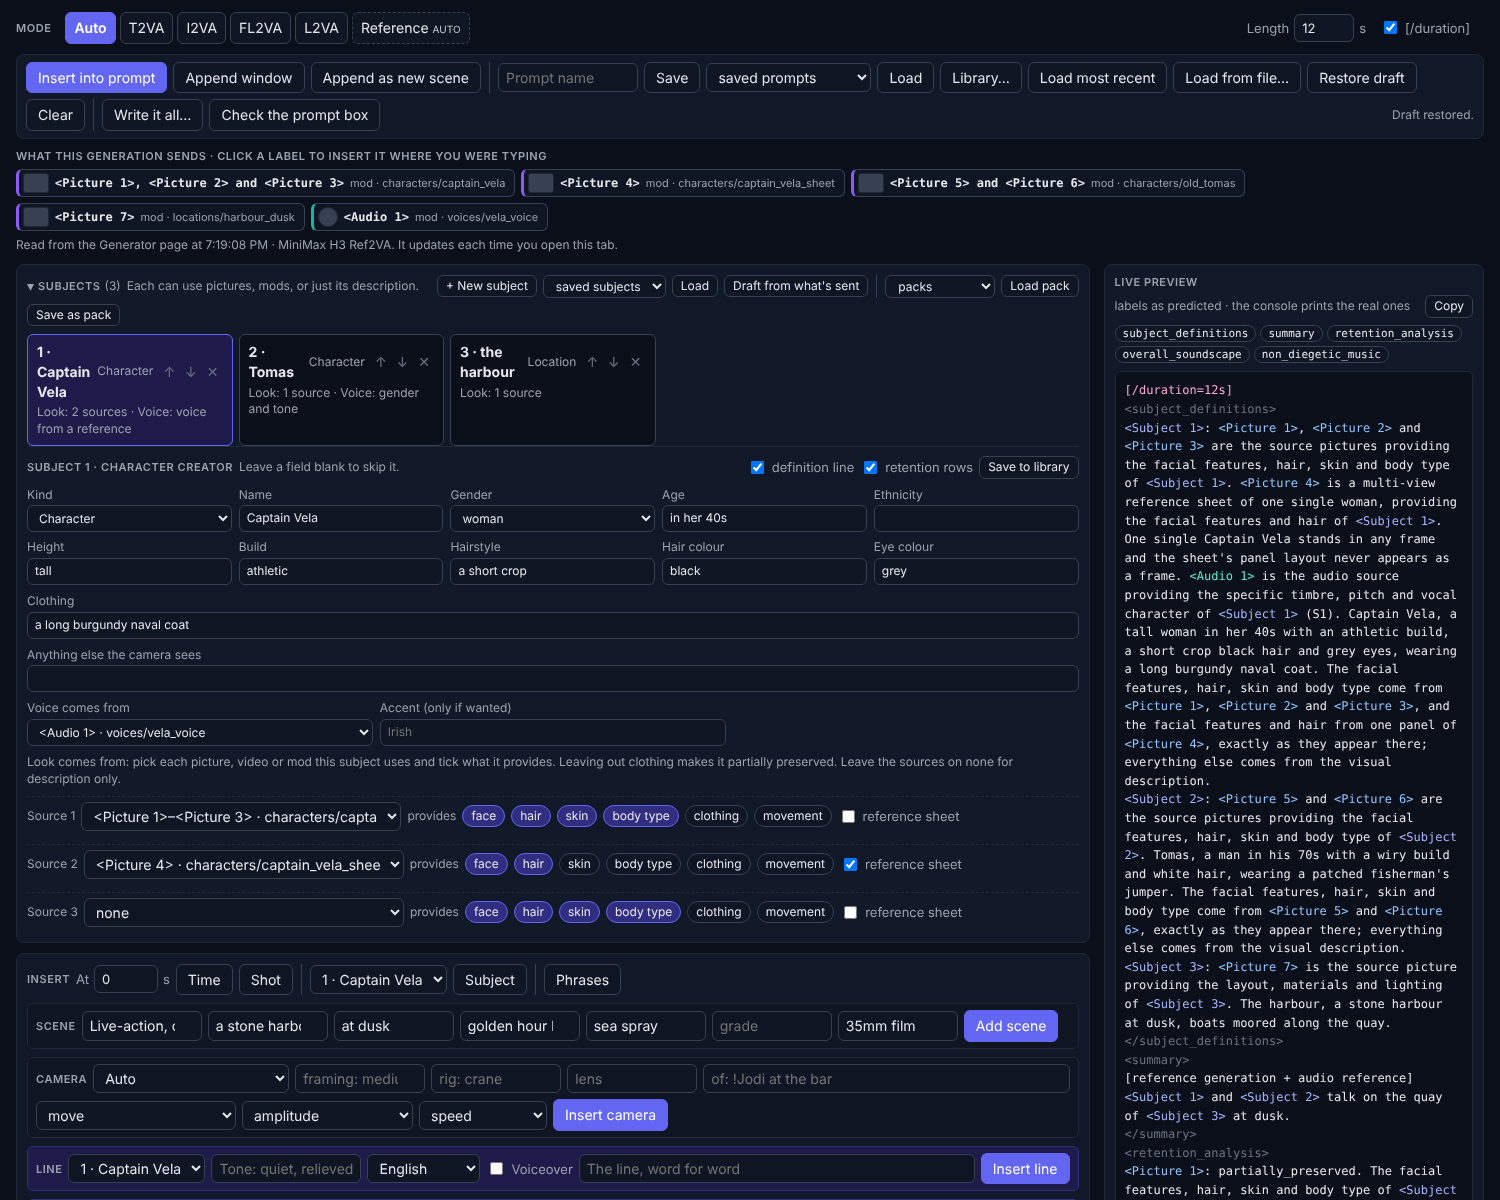 MODE Auto T2VA I2VA FL2VA L2VA Reference AUTO Length 12 s [/duration]
Insert into prompt Append window Append as new scene Prompt name Save saved prompts Load Library... Load most recent Load from file... Restore draft
Clear Write it all... Check the prompt box Draft restored.
WHAT THIS GENERATION SENDS · CLICK A LABEL TO INSERT IT WHERE YOU WERE TYPING
<Picture 1>, <Picture 2> and <Picture 3> mod · characters/captain_vela <Picture 4> mod · characters/captain_vela_sheet <Picture 5> and <Picture 6> mod · characters/old_tomas
<Picture 7> mod · locations/harbour_dusk <Audio 1> mod · voices/vela_voice
Read from the Generator page at 7:19:08 PM · MiniMax H3 Ref2VA. It updates each time you open this tab.
▾ SUBJECTS (3) Each can use pictures, mods, or just its description. + New subject saved subjects Load Draft from what's sent packs Load pack
Save as pack
1 · Captain Vela Character ↑ ↓ ✕
Look: 2 sources · Voice: voice from a reference
2 · Tomas Character ↑ ↓ ✕
Look: 1 source · Voice: gender and tone
3 · the harbour Location ↑ ↓ ✕
Look: 1 source
SUBJECT 1 · CHARACTER CREATOR Leave a field blank to skip it. definition line retention rows Save to library
Kind Name Gender Age Ethnicity
Character Captain Vela woman in her 40s
Height Build Hairstyle Hair colour Eye colour
tall athletic a short crop black grey
Clothing
a long burgundy naval coat
Anything else the camera sees
Voice comes from Accent (only if wanted)
<Audio 1> · voices/vela_voice Irish
Look comes from: pick each picture, video or mod this subject uses and tick what it provides. Leaving out clothing makes it partially preserved. Leave the sources on none for
description only.
Source 1 <Picture 1>–<Picture 3> · characters/capta provides face hair skin body type clothing movement reference sheet
Source 2 <Picture 4> · characters/captain_vela_shee provides face hair skin body type clothing movement reference sheet
Source 3 none provides face hair skin body type clothing movement reference sheet
INSERT At 0 s Time Shot 1 · Captain Vela Subject Phrases
SCENE Live-action, c a stone harbo at dusk golden hour l sea spray grade 35mm film Add scene
CAMERA Auto framing: mediu rig: crane lens of: !Jodi at the bar
move amplitude speed Insert camera
LINE 1 · Captain Vela Tone: quiet, relieved English Voiceover The line, word for word Insert line
LIVE PREVIEW
labels as predicted · the console prints the real ones Copy
subject_definitions summary retention_analysis
overall_soundscape non_diegetic_music
[/duration=12s]
<subject_definitions>
<Subject 1>: <Picture 1>, <Picture 2> and
<Picture 3> are the source pictures providing
the facial features, hair, skin and body type
of <Subject 1>. <Picture 4> is a multi-view
reference sheet of one single woman, providing
the facial features and hair of <Subject 1>.
One single Captain Vela stands in any frame
and the sheet's panel layout never appears as
a frame. <Audio 1> is the audio source
providing the specific timbre, pitch and vocal
character of <Subject 1> (S1). Captain Vela, a
tall woman in her 40s with an athletic build,
a short crop black hair and grey eyes, wearing
a long burgundy naval coat. The facial
features, hair, skin and body type come from
<Picture 1>, <Picture 2> and <Picture 3>, and
the facial features and hair from one panel of
<Picture 4>, exactly as they appear there;
everything else comes from the visual
description.
<Subject 2>: <Picture 5> and <Picture 6> are
the source pictures providing the facial
features, hair, skin and body type of <Subject
2>. Tomas, a man in his 70s with a wiry build
and white hair, wearing a patched fisherman's
jumper. The facial features, hair, skin and
body type come from <Picture 5> and <Picture
6>, exactly as they appear there; everything
else comes from the visual description.
<Subject 3>: <Picture 7> is the source picture
providing the layout, materials and lighting
of <Subject 3>. The harbour, a stone harbour
at dusk, boats moored along the quay.
</subject_definitions>
<summary>
[reference generation + audio reference]
<Subject 1> and <Subject 2> talk on the quay
of <Subject 3> at dusk.
</summary>
<retention_analysis>
<Picture 1>: partially_preserved. The facial
features, hair, skin and body type of <Subject